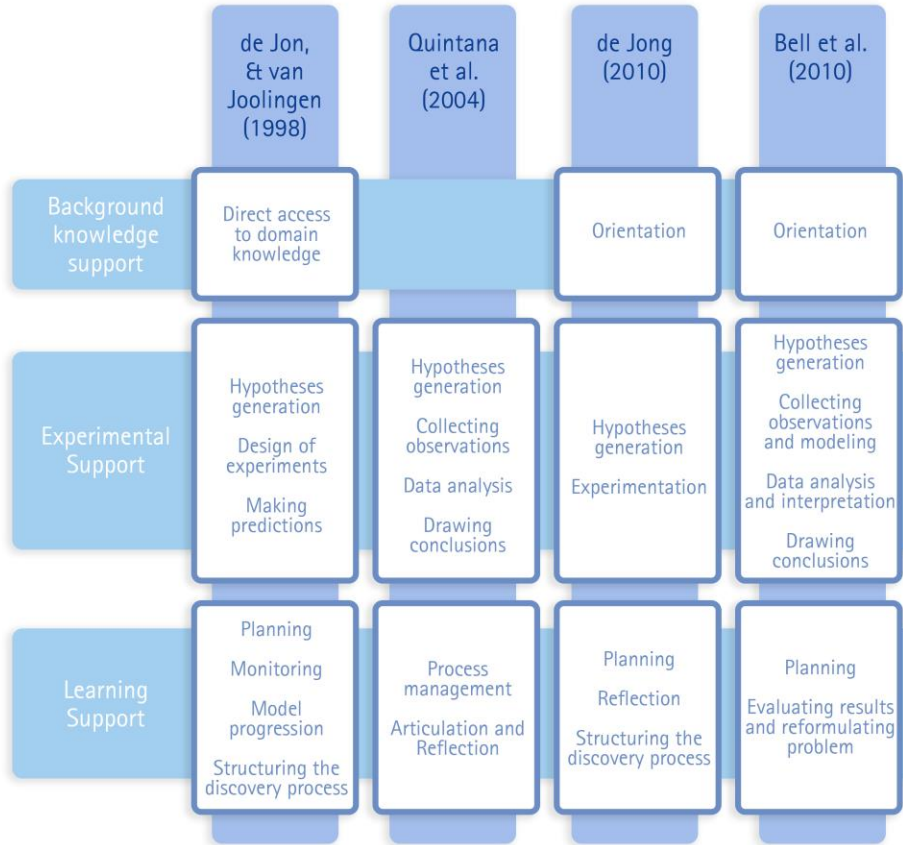 de Jon,
& van
Joolingen
(1998)
Quintana
et al.
(2004)
de Jong
(2010)
Bell et al.
(2010)
Background
knowledge
support
Direct access
to domain
knowledge
Orientation
Orientation
Experimental
Support
Hypotheses
generation
Design of
experiments
Making
predictions
Hypotheses
generation
Collecting
observations
Data analysis
Drawing
conclusions
Hypotheses
generation
Experimentation
Hypotheses
generation
Collecting
observations
and modeling
Data analysis
and interpretation
Drawing
conclusions
Learning
Support
Planning
Monitoring
Model
progression
Structuring the
discovery process
Process
management
Articulation and
Reflection
Planning
Reflection
Structuring the
discovery process
Planning
Evaluating results
and reformulating
problem